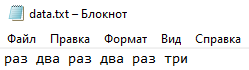 data.txt – Блокнот
Файл Правка Формат Вид Справка
раз два раз два раз три